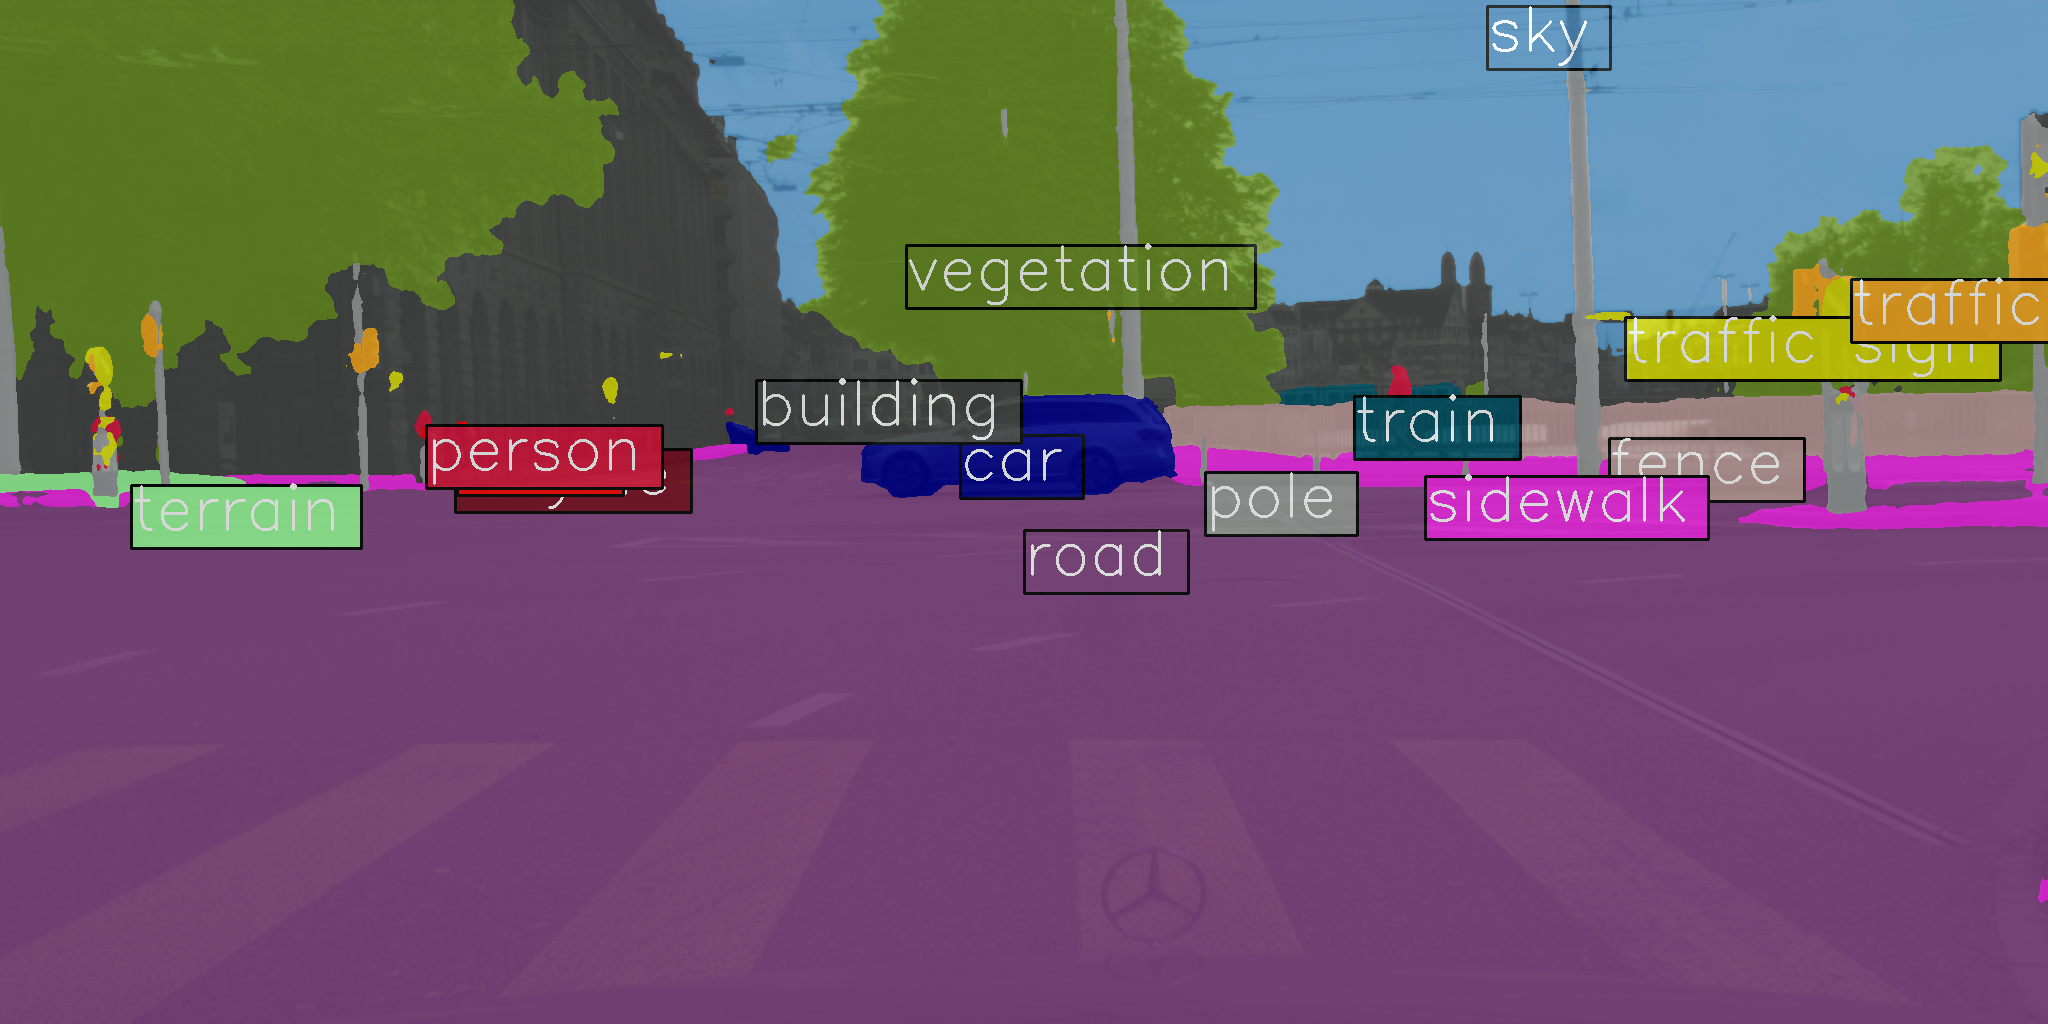 sky
vegetation
traffic
traffic sign
building
train
person
car
fence
pole
sidewalk
terrain
road